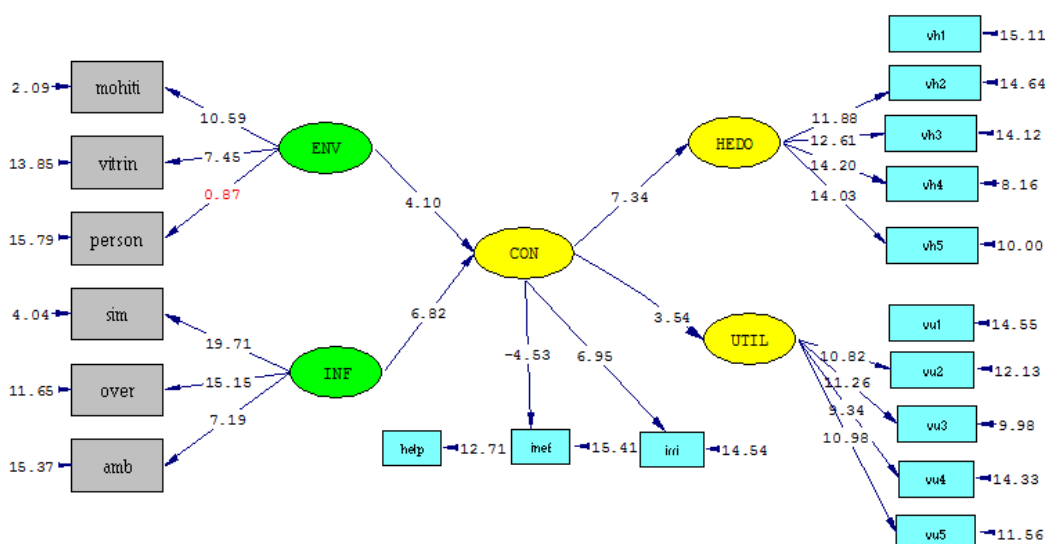 vh1
15.11
2.09
mohiti
vh2
14.64
10.59
11.88
vh3
14.12
13.85
vitrin
7.45
ENV
HEDO
12.61
14.20
vh4
8.16
0.87
4.10
7.34
14.03
15.79
person
CON
vh5
10.00
4.04
sim
6.82
3.54
vu1
14.55
19.71
UTIL
10.82
vu2
12.13
11.65
over
15.15
INF
-4.53
6.95
11.26
7.19
9.34
vu3
9.98
10.98
15.37
amb
help
12.71
inef
15.41
irri
14.54
vu4
14.33
vu5
11.56